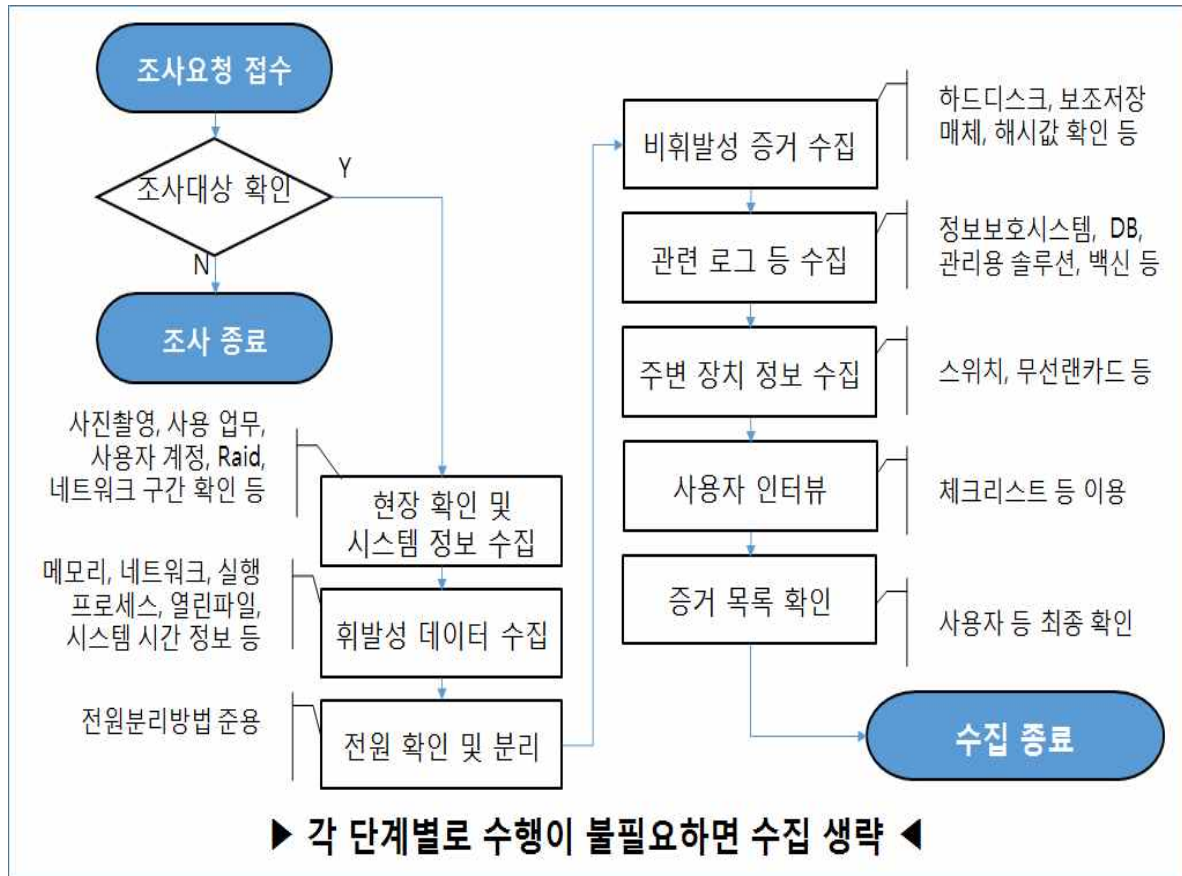 조사요청 접수
조사대상 확인
Y
N
조사 종료
사진촬영, 사용 업무,
사용자 계정, Raid,
네트워크 구간 확인 등
현장 확인 및
시스템 정보 수집
메모리, 네트워크, 실행
프로세스, 열린파일,
시스템 시간 정보 등
휘발성 데이터 수집
전원분리방법 준용
전원 확인 및 분리
비휘발성 증거 수집
하드디스크, 보조저장
매체, 해시값 확인 등
관련 로그 등 수집
정보보호시스템, DB,
관리용 솔루션, 백신 등
주변 장치 정보 수집
스위치, 무선랜카드 등
사용자 인터뷰
체크리스트 등 이용
증거 목록 확인
사용자 등 최종 확인
수집 종료
▶ 각 단계별로 수행이 불필요하면 수집 생략 ◀